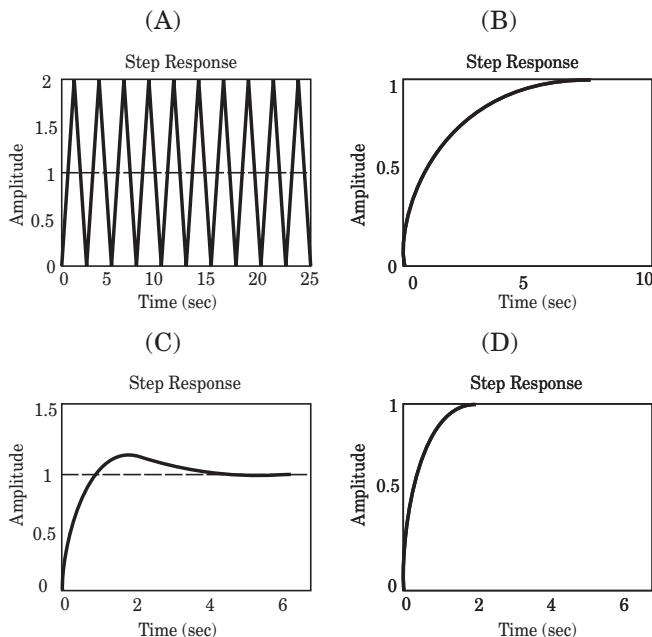 (A)
Step Response
Amplitude
2
1.5
1
0.5
0
0 5 10 15 20 25
Time (sec)
(B)
Step Response
Amplitude
1
0.5
0
0 5 10
Time (sec)
(C)
Step Response
Amplitude
1.5
1
0.5
0
0 2 4 6
Time (sec)
(D)
Step Response
Amplitude
1
0.5
0
0 2 4 6
Time (sec)